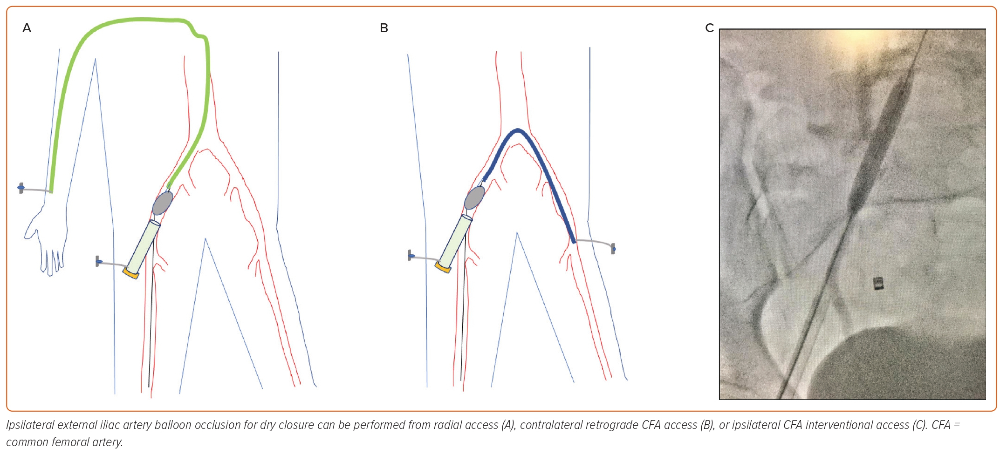 A
B
C
Ipsilateral external iliac artery balloon occlusion for dry closure can be performed from radial access (A), contralateral retrograde CFA access (B), or ipsilateral CFA interventional access (C). CFA =
common femoral artery.